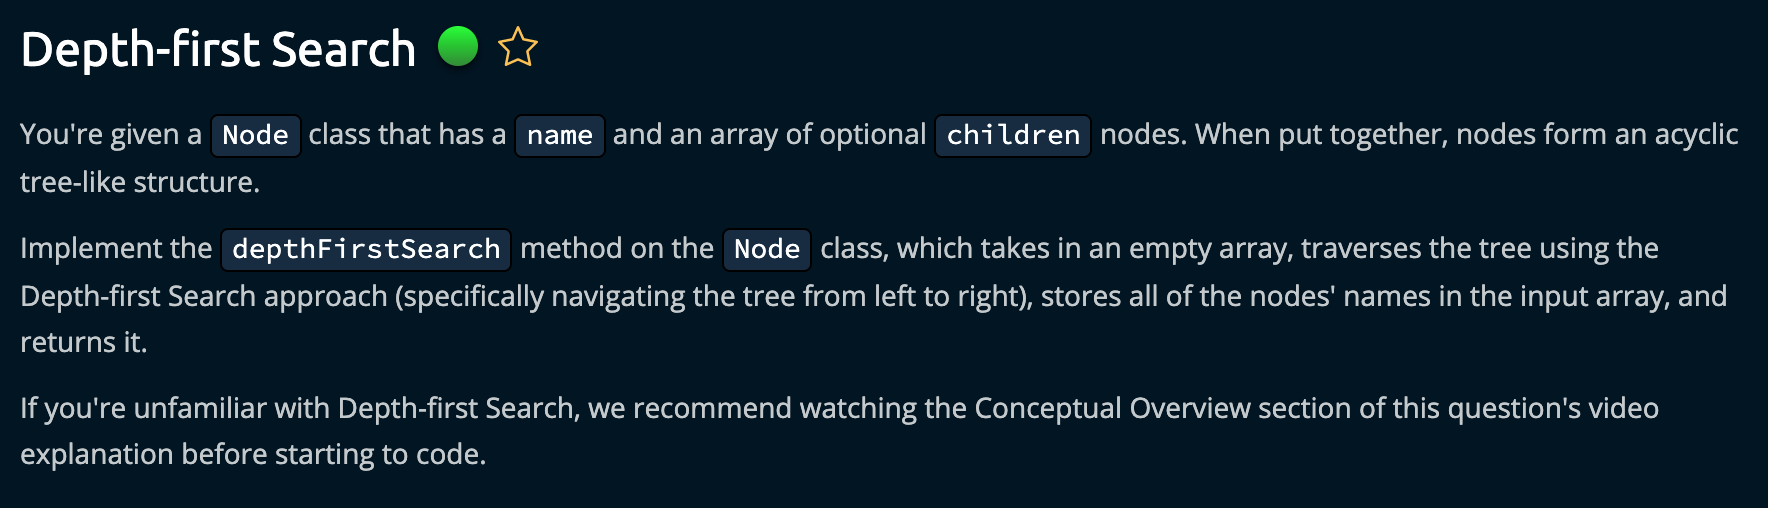 Depth-first Search
You're given a Node class that has a name and an array of optional children nodes. When put together, nodes form an acyclic
tree-like structure.
Implement the depthFirstSearch method on the Node class, which takes in an empty array, traverses the tree using the
Depth-first Search approach (specifically navigating the tree from left to right), stores all of the nodes' names in the input array, and
returns it.
If you're unfamiliar with Depth-first Search, we recommend watching the Conceptual Overview section of this question's video
explanation before starting to code.